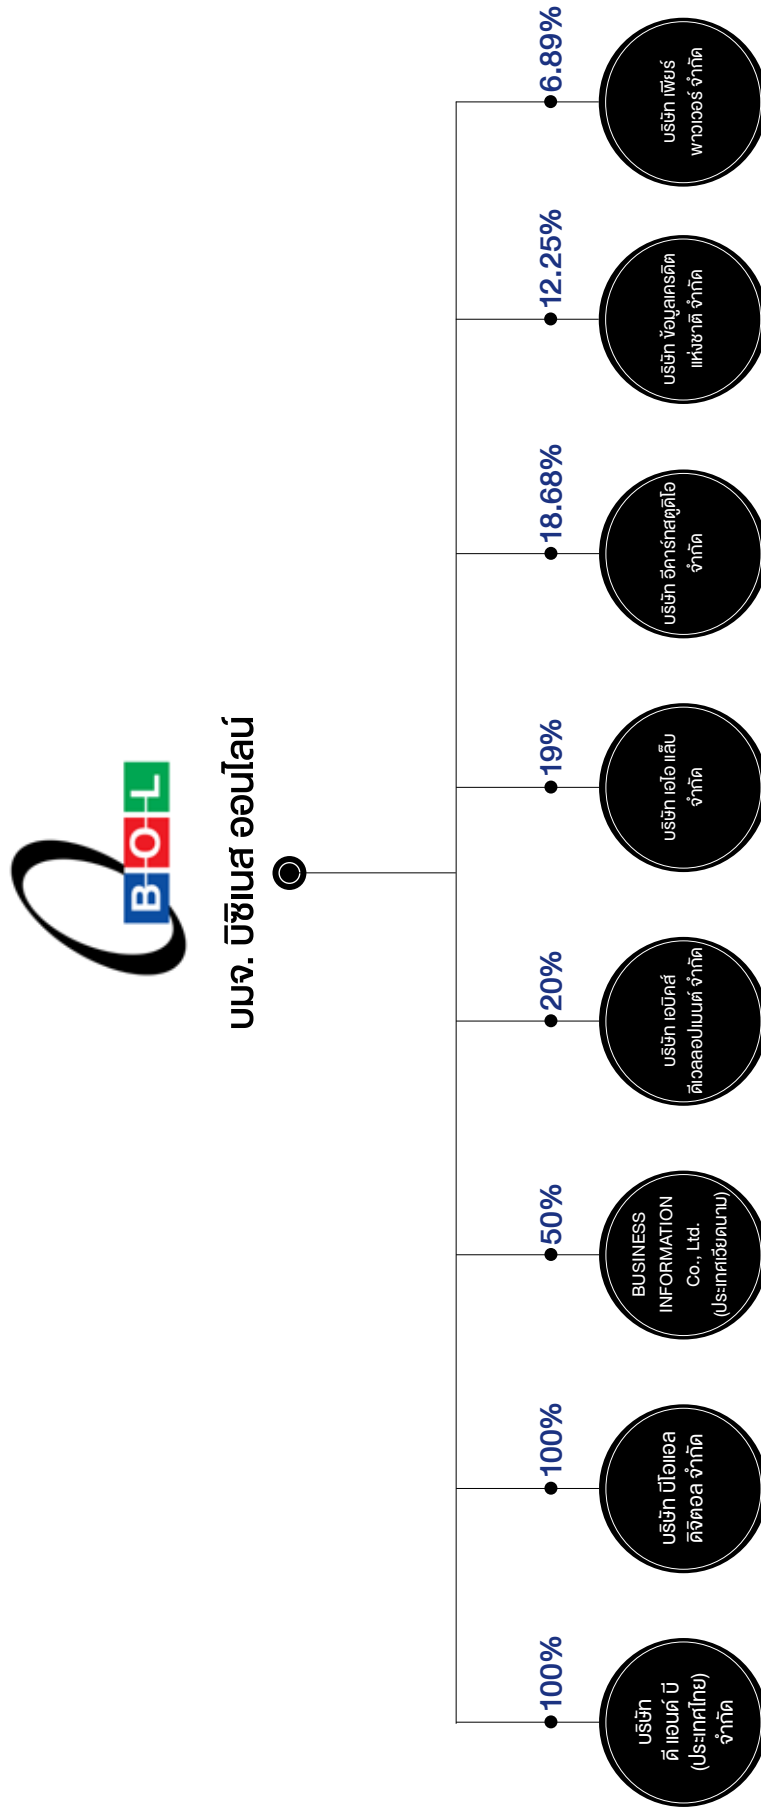 BOL
บมจ. บิซิเนส ออนไลน์
100%
บริษัท
ดี แอนด์ บี
(ประเทศไทย)
จำกัด
100%
บริษัท บีโอแอล
ดิจิตอล จำกัด
50%
BUSINESS
INFORMATION
Co., Ltd.
(ประเทศเวียดนาม)
20%
บริษัท เอบิคส์
ดีเวลลอปเมนต์ จำกัด
19%
บริษัท เอไอ แล็บ
จำกัด
18.68%
บริษัท อีคาร์ทสตูดิโอ
จำกัด
12.25%
บริษัท ข้อมูลเครดิต
แห่งชาติ จำกัด
6.89%
บริษัท เพียร์
พาวเวอร์ จำกัด